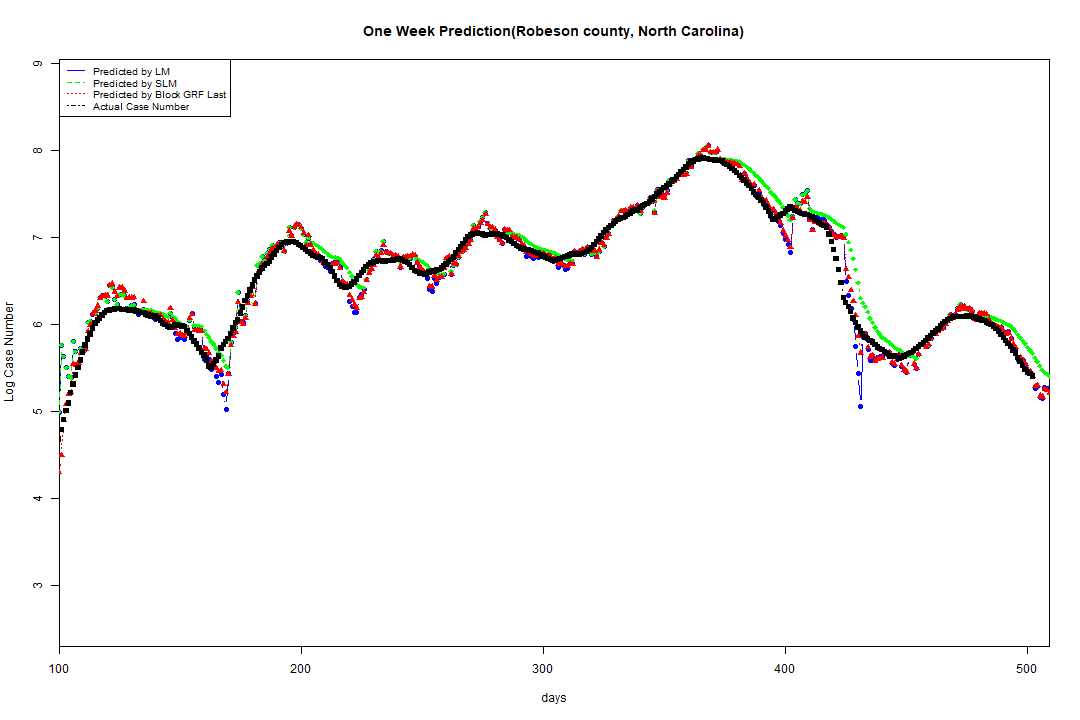 One Week Prediction(Robeson county, North Carolina)
Predicted by LM
Predicted by SLM
Predicted by Block GRF Last
Actual Case Number
9
8
7
6
5
4
3
Log Case Number
100 200 300 400 500
days